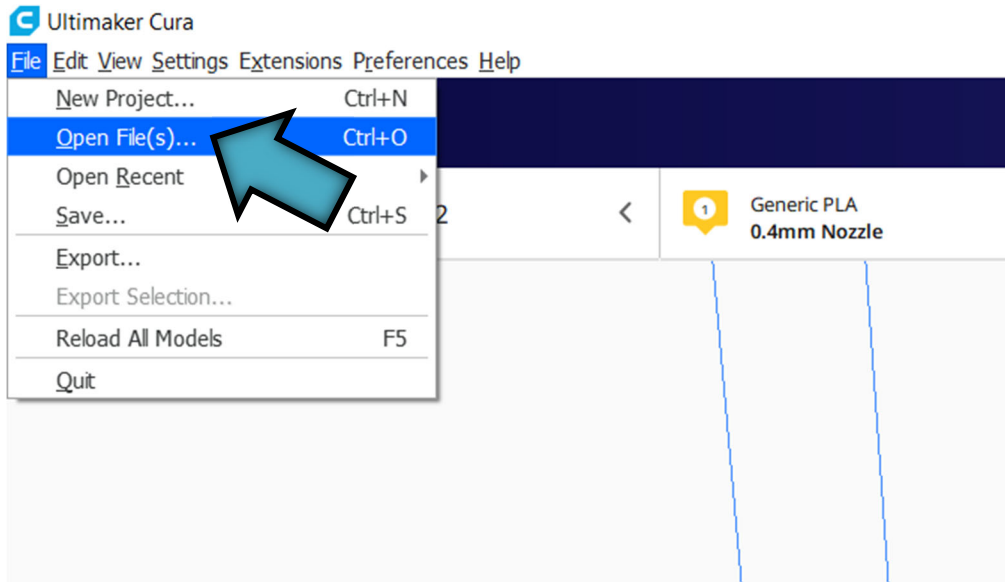 Ultimaker Cura
File Edit View Settings Extensions Preferences Help
New Project... Ctrl+N
Open File(s)... Ctrl+O
Open Recent
Save... Ctrl+S
2
1
Generic PLA
0.4mm Nozzle
Export...
Export Selection...
Reload All Models F5
Quit